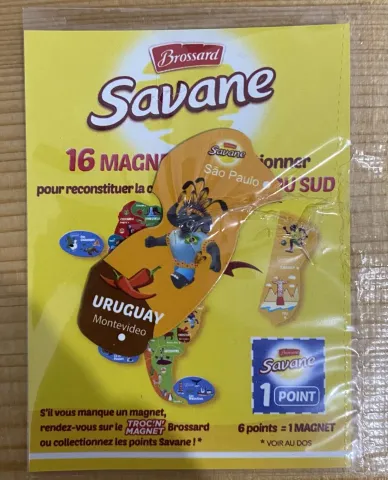 Brossard
Savane
16 MAGN
ionner
pour reconstituer la
DU SUD
Savane
São Paulo
URUGUAY
Montevideo
Brossard
Savane
1 POINT
S'il vous manque un magnet,
rendez-vous sur le TROC'N' MAGNET Brossard
ou collectionnez les points Savane ! *
6 points = 1 MAGNET
* VOIR AU DOS